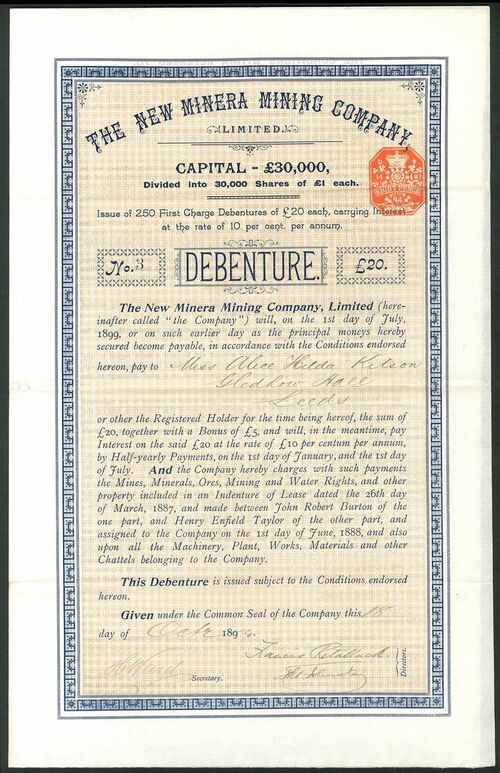 THE NEW MINERA MINING COMPANY,
LIMITED.
CAPITAL - £30,000,
Divided into 30,000 Shares of £1 each.
Issue of 250 First Charge Debentures of £20 each, carrying Interest
at the rate of 10 per cent. per annum.
No. 3
DEBENTURE.
£20.
The New Minera Mining Company, Limited (here-
inafter called "the Company") will, on the 1st day of July,
1899, or on such earlier day as the principal moneys hereby
secured become payable, in accordance with the Conditions endorsed
hereon, pay to Miss Alice Hilda Kitson
Gledhow Hall
Leeds
or other the Registered Holder for the time being hereof, the sum of
£20, together with a Bonus of £5, and will, in the meantime, pay
Interest on the said £20 at the rate of £10 per centum per annum,
by Half-yearly Payments, on the 1st day of January, and the 1st day
of July. And the Company hereby charges with such payments
the Mines, Minerals, Ores, Mining and Water Rights, and other
property included in an Indenture of Lease dated the 26th day
of March, 1887, and made between John Robert Burton of the
one part, and Henry Enfield Taylor of the other part, and
assigned to the Company on the 1st day of June, 1888, and also
upon all the Machinery, Plant, Works, Materials and other
Chattels belonging to the Company.
This Debenture is issued subject to the Conditions endorsed
hereon.
Given under the Common Seal of the Company this 18
day of Oct 1894.
Secretary.
Directors.